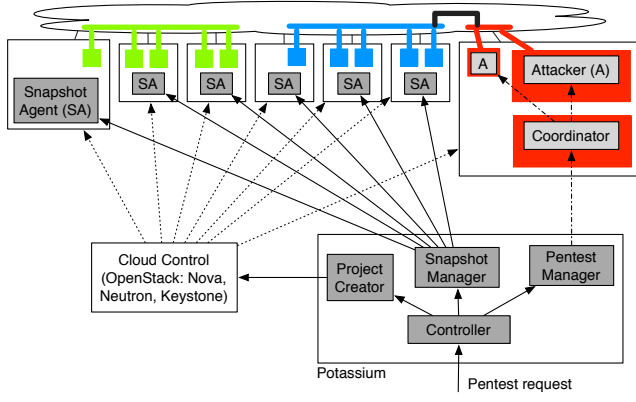 Snapshot
Agent (SA)
SA
SA
SA
SA
SA
A
Attacker (A)
Coordinator
Cloud Control
(OpenStack: Nova,
Neutron, Keystone)
Project
Creator
Snapshot
Manager
Pentest
Manager
Controller
Potassium
Pentest request